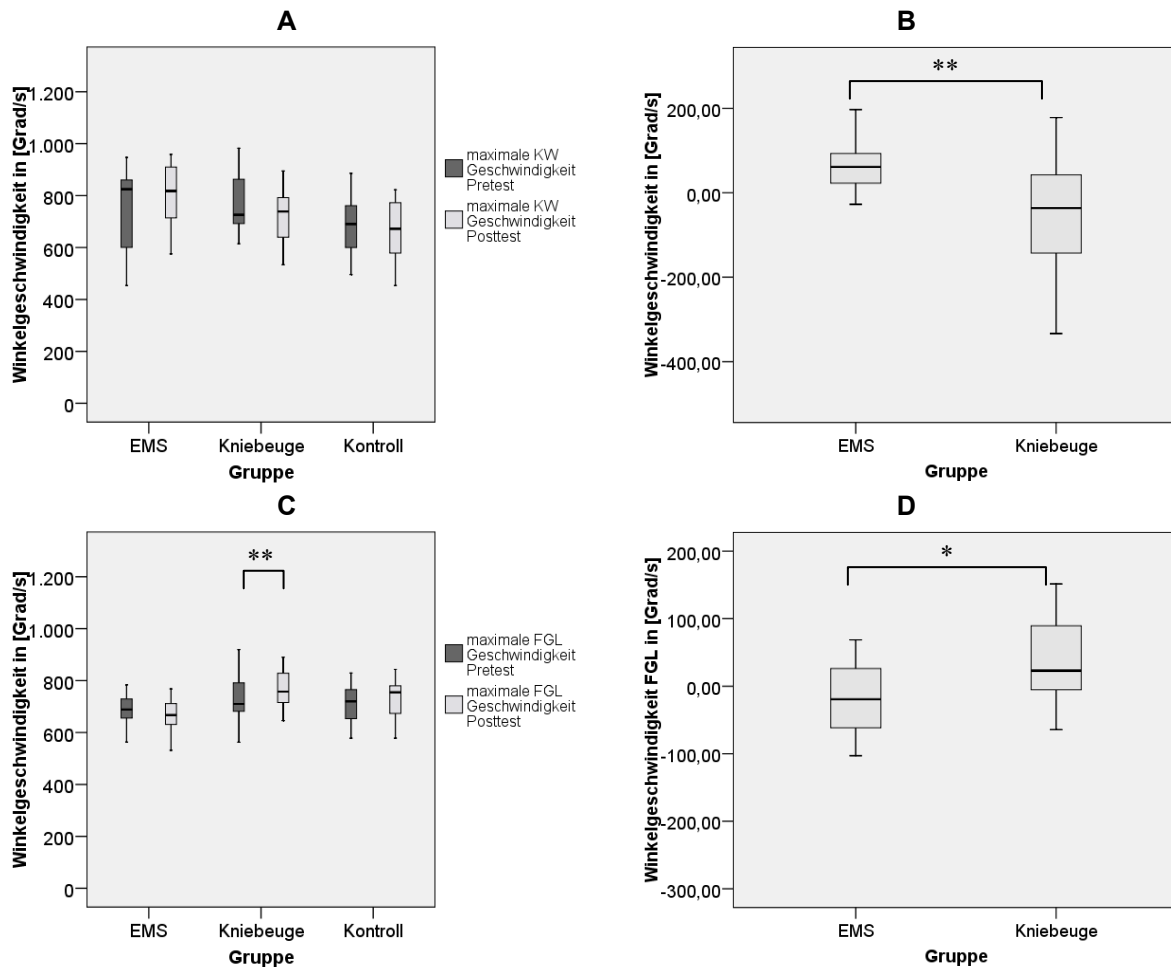 A
Winkelgeschwindigkeit in [Grad/s]
1.200
1.000
800
600
400
200
0
EMS
Kniebeuge
Kontroll
Gruppe
maximale KW
Geschwindigkeit
Pretest
maximale KW
Geschwindigkeit
Posttest
B
Winkelgeschwindigkeit in [Grad/s]
200,00
0,00
-200,00
-400,00
**
EMS
Kniebeuge
Gruppe
C
Winkelgeschwindigkeit in [Grad/s]
1.200
1.000
800
600
400
200
0
**
EMS
Kniebeuge
Kontroll
Gruppe
maximale FGL
Geschwindigkeit
Pretest
maximale FGL
Geschwindigkeit
Posttest
D
Winkelgeschwindigkeit FGL in [Grad/s]
200,00
100,00
0,00
-100,00
-200,00
-300,00
*
EMS
Kniebeuge
Gruppe